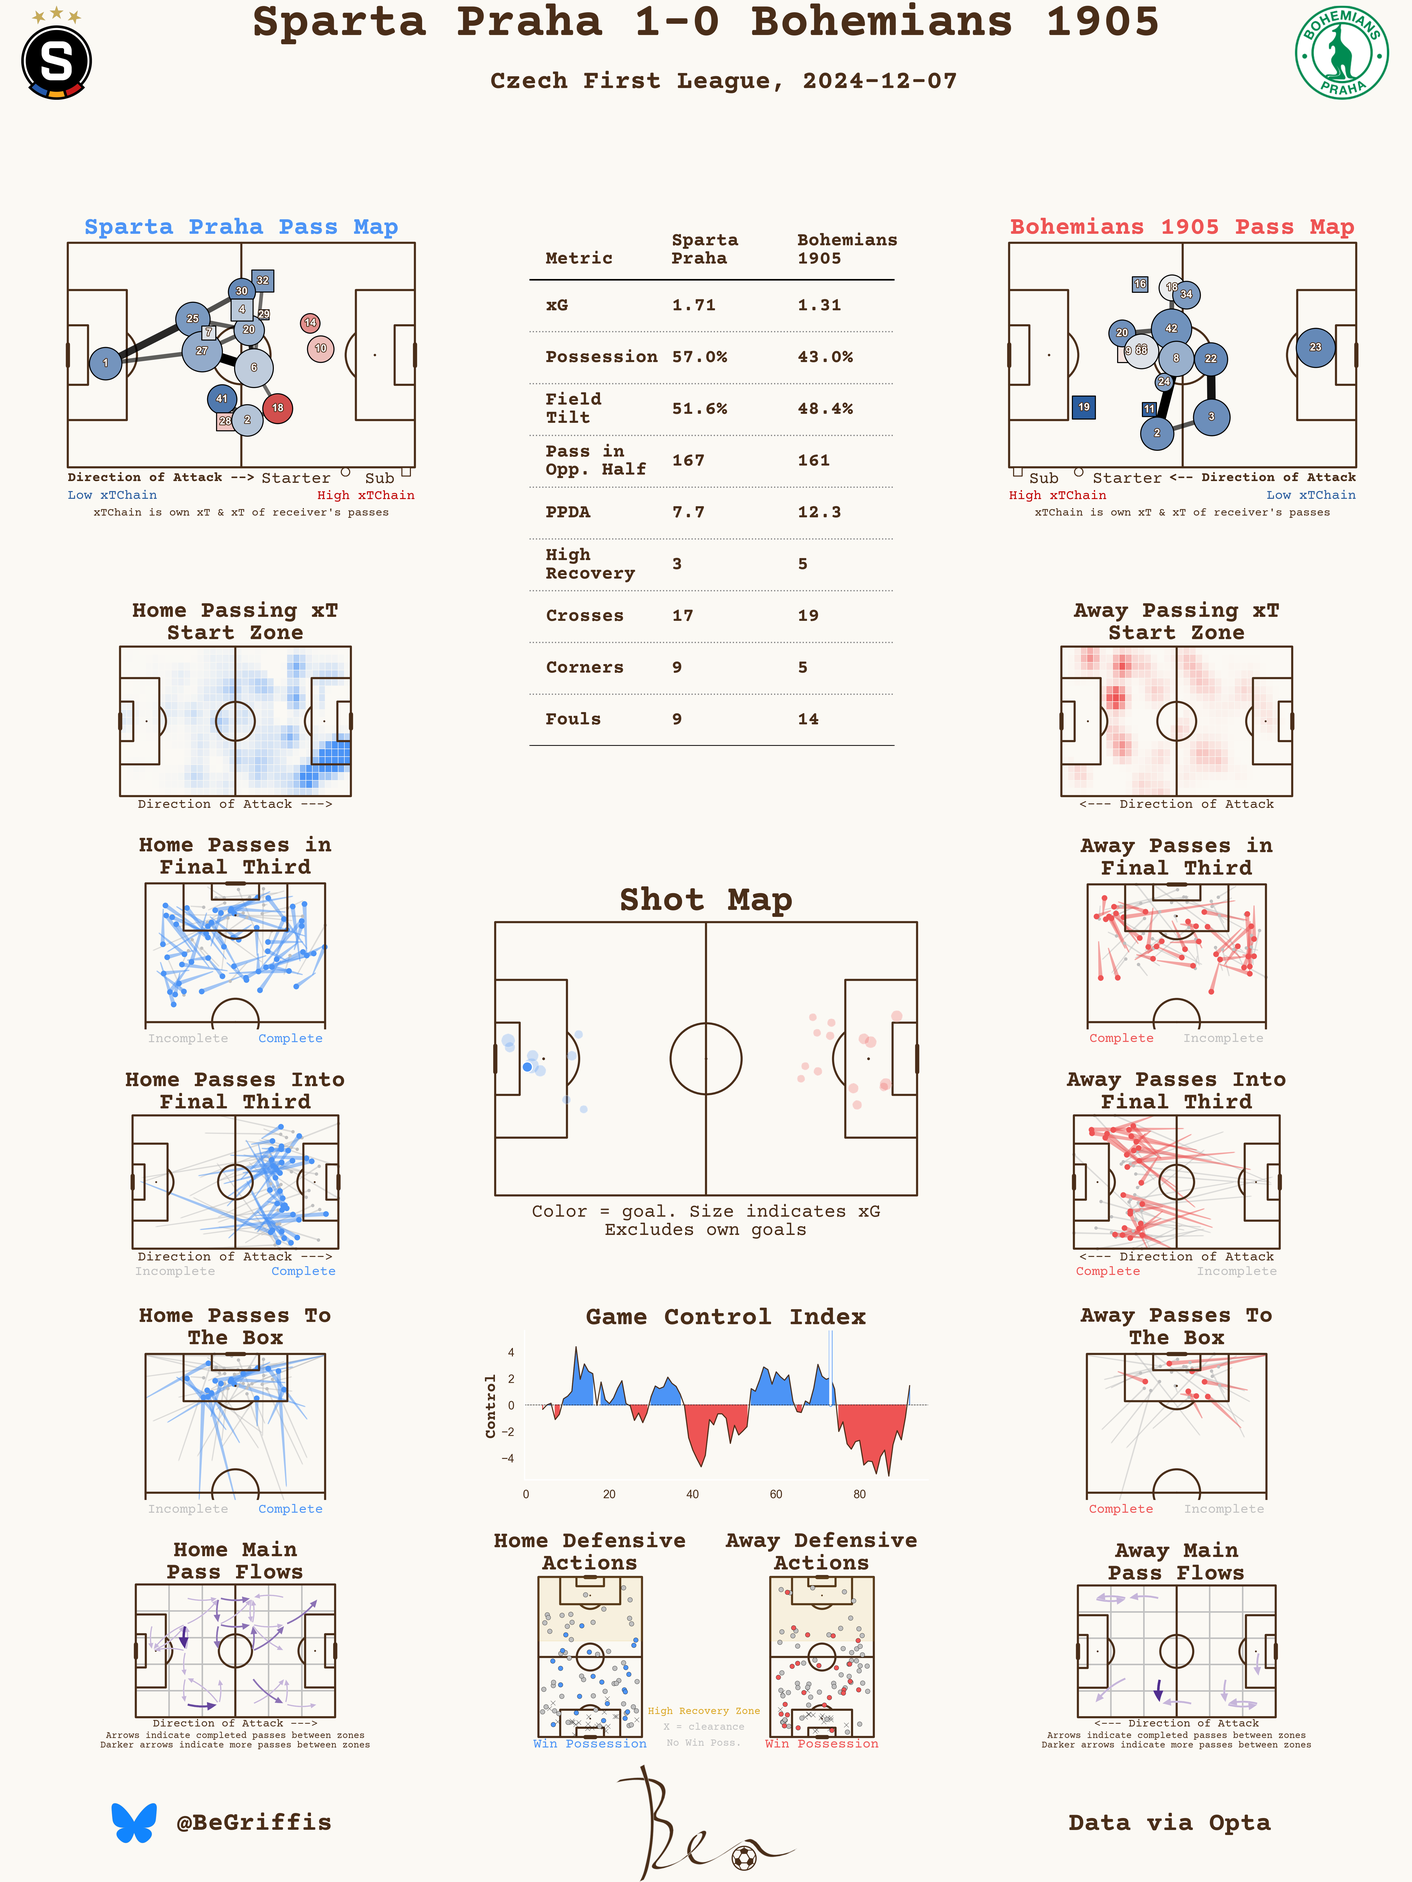 Sparta Praha 1-0 Bohemians 1905
Czech First League, 2024-12-07
S
BOHEMIANS
PRAHA
Sparta Praha Pass Map
32
30
4
29
25
7
20
14
10
27
1
6
41
18
28
2
Direction of Attack --> Starter Sub
Low xTChain High xTChain
xTChain is own xT & xT of receiver's passes
Metric Sparta Praha Bohemians 1905
xG 1.71 1.31
Possession 57.0% 43.0%
Field Tilt 51.6% 48.4%
Pass in Opp. Half 167 161
PPDA 7.7 12.3
High Recovery 3 5
Crosses 17 19
Corners 9 5
Fouls 9 14
Bohemians 1905 Pass Map
16
18
34
20
42
9
88
8
22
23
24
19
11
3
2
Sub Starter <-- Direction of Attack
High xTChain Low xTChain
xTChain is own xT & xT of receiver's passes
Home Passing xT
Start Zone
Direction of Attack --->
Away Passing xT
Start Zone
<--- Direction of Attack
Home Passes in
Final Third
Incomplete Complete
Away Passes in
Final Third
Complete Incomplete
Shot Map
Color = goal. Size indicates xG
Excludes own goals
Home Passes Into
Final Third
Direction of Attack --->
Incomplete Complete
Away Passes Into
Final Third
<--- Direction of Attack
Complete Incomplete
Home Passes To
The Box
Incomplete Complete
Game Control Index
Control
4
2
0
−2
−4
0 20 40 60 80
Away Passes To
The Box
Complete Incomplete
Home Main
Pass Flows
Direction of Attack --->
Arrows indicate completed passes between zones
Darker arrows indicate more passes between zones
Home Defensive
Actions
Win Possession
Away Defensive
Actions
Win Possession
High Recovery Zone
X = clearance
No Win Poss.
Away Main
Pass Flows
<--- Direction of Attack
Arrows indicate completed passes between zones
Darker arrows indicate more passes between zones
@BeGriffis
Ben
Data via Opta